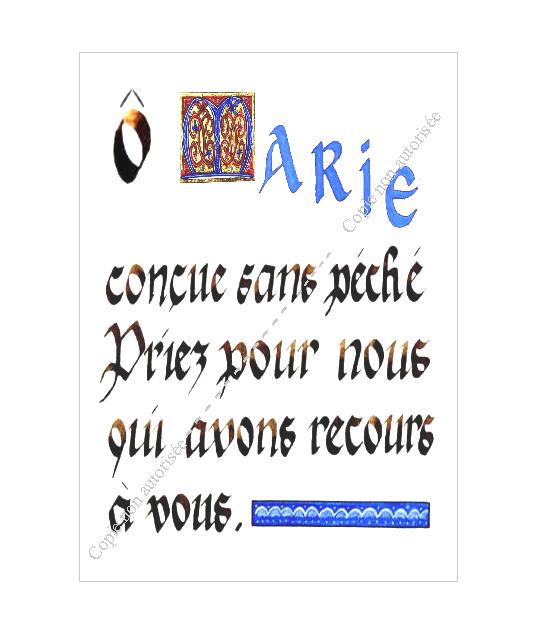 Ô MARIE
conçue sans péché
Priez pour nous
qui avons recours
à vous.
Copie non autorisée
Copie non autorisée